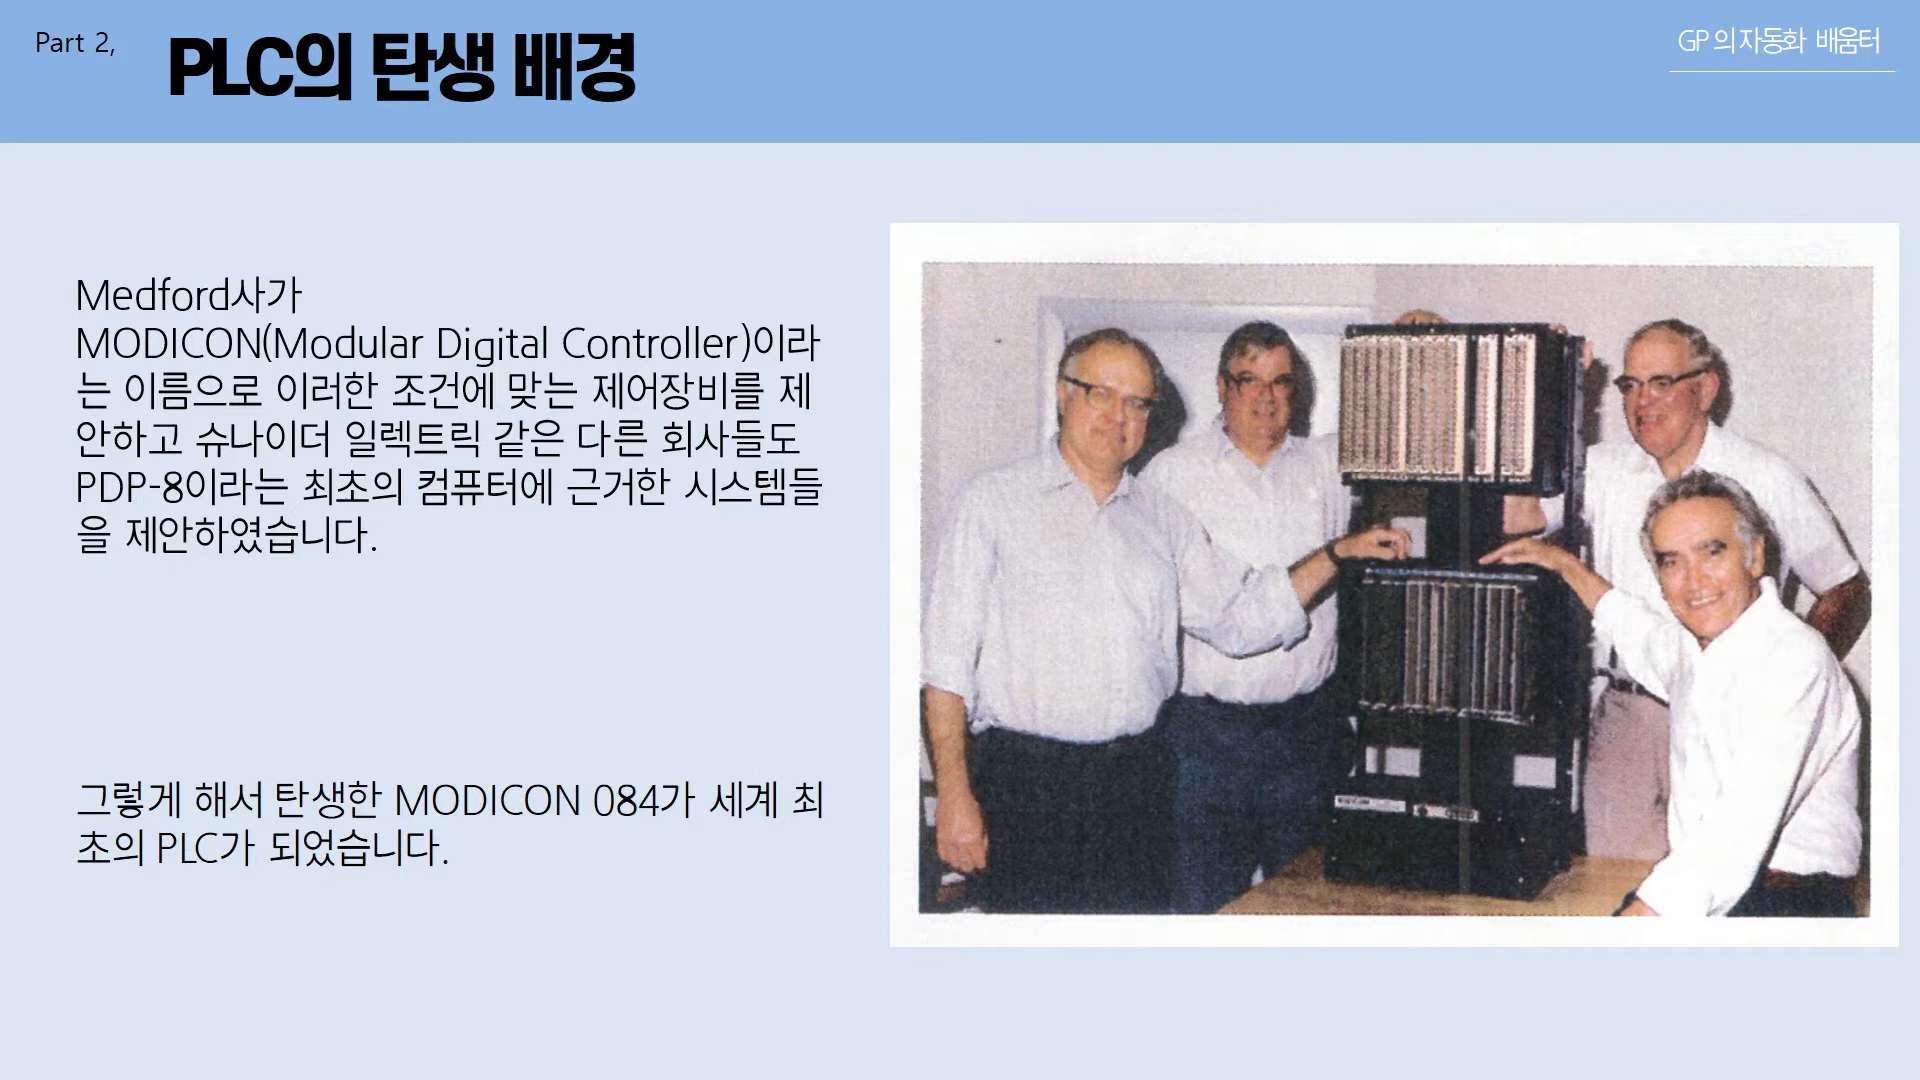 Part 2,
PLC의 탄생 배경
GP의 자동화 배움터
Medford사가
MODICON(Modular Digital Controller)이라
는 이름으로 이러한 조건에 맞는 제어장비를 제
안하고 슈나이더 일렉트릭 같은 다른 회사들도
PDP-8이라는 최초의 컴퓨터에 근거한 시스템들
을 제안하였습니다.
그렇게 해서 탄생한 MODICON 084가 세계 최
초의 PLC가 되었습니다.